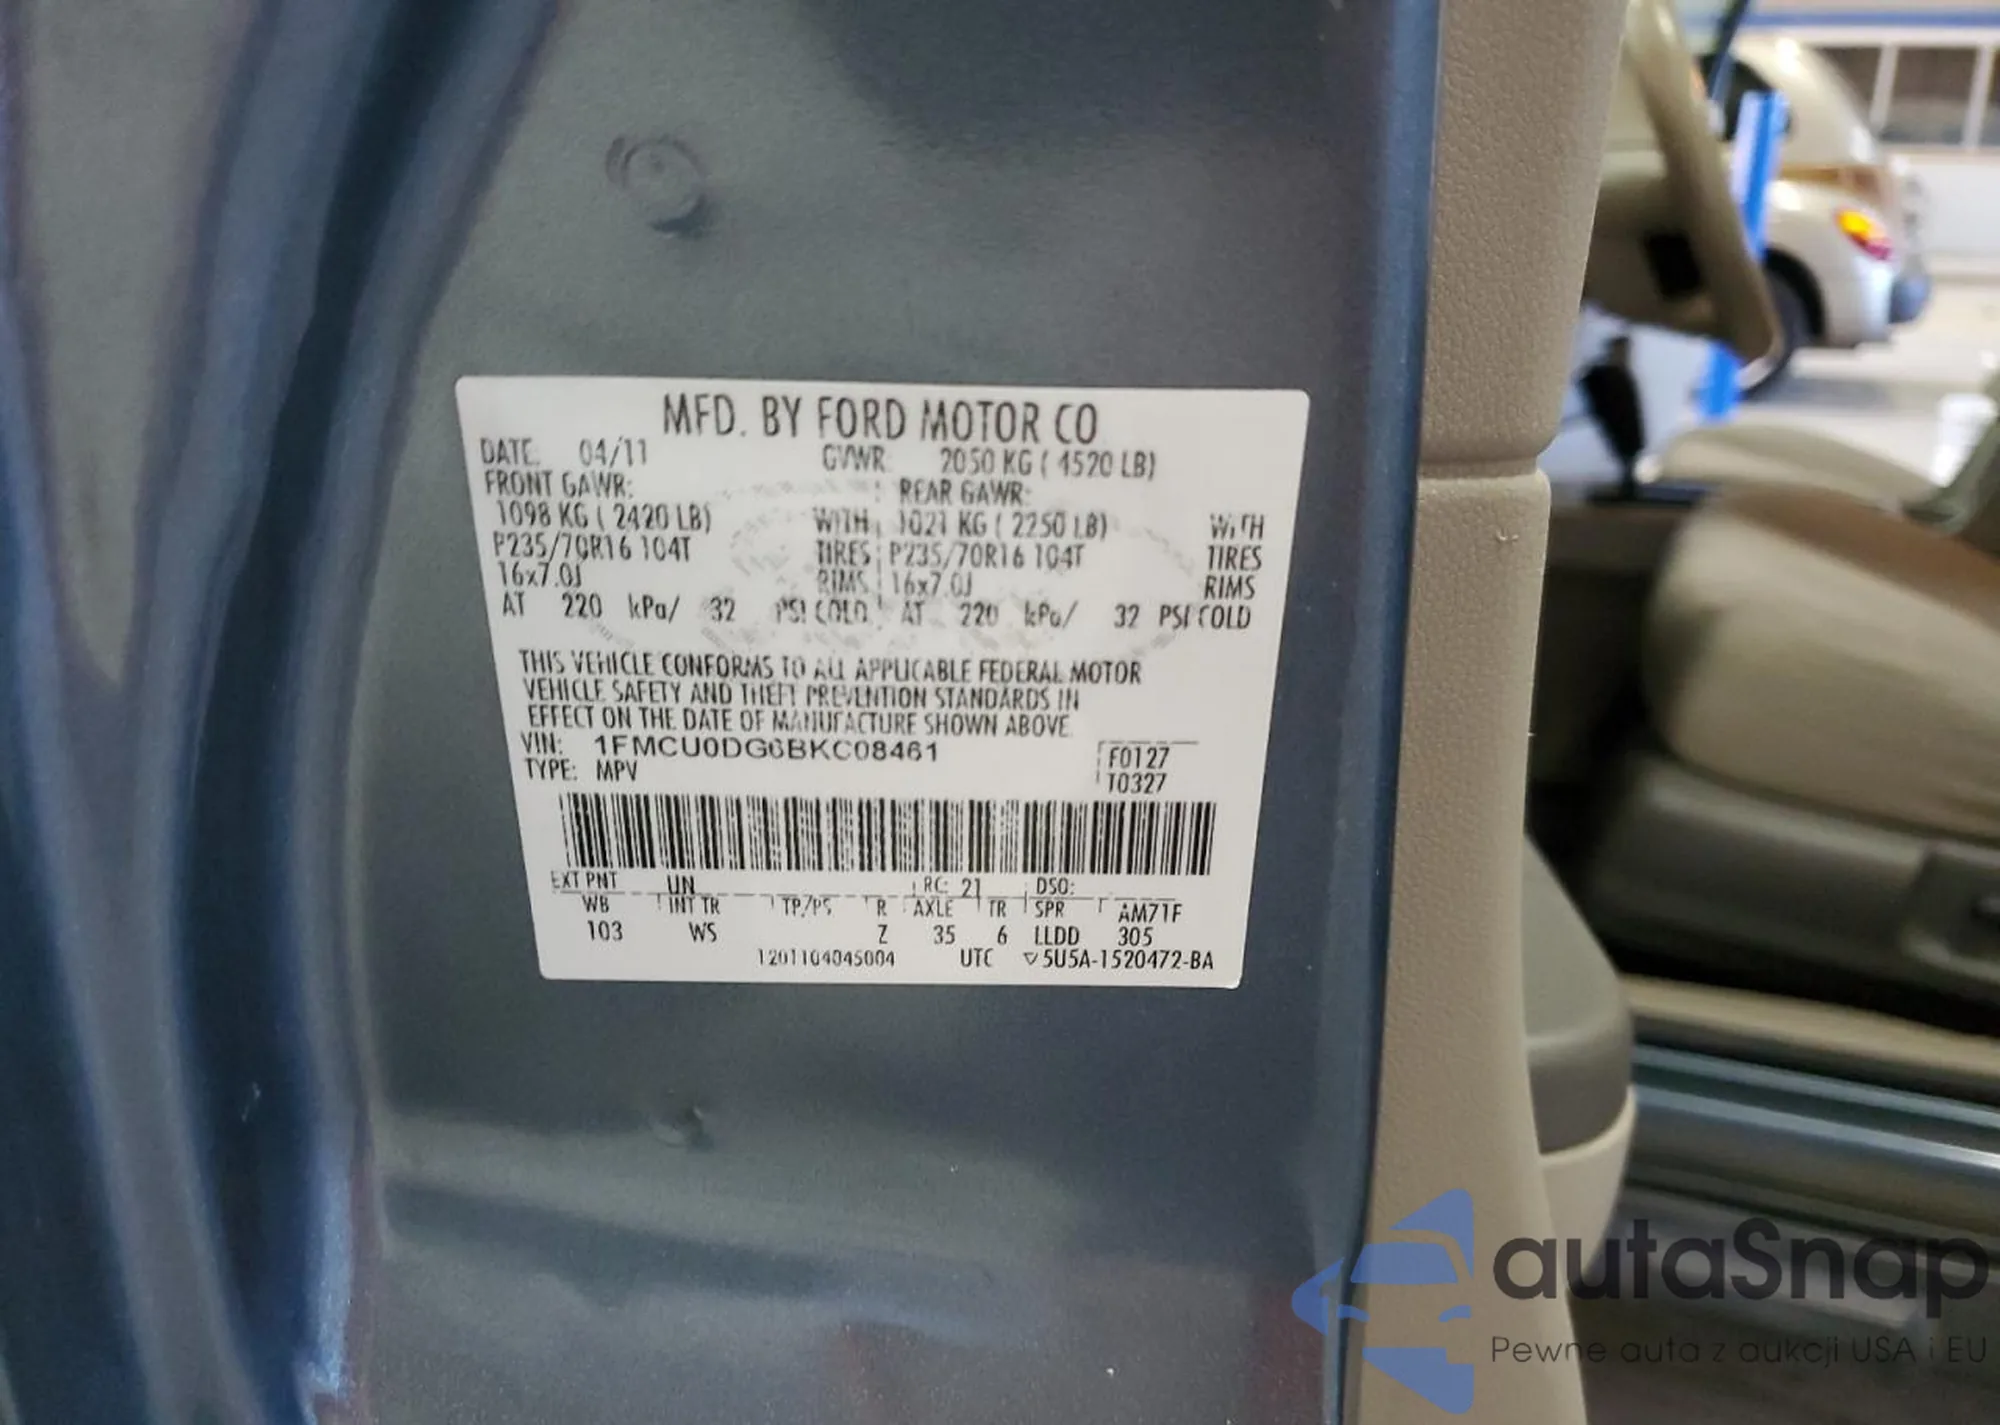 MFD. BY FORD MOTOR CO
DATE: 04/11 GVWR: 2050 KG ( 4520 LB)
FRONT GAWR: REAR GAWR:
1098 KG ( 2420 LB) WITH 1021 KG ( 2250 LB) WITH
P235/70R16 104T TIRES P235/70R16 104T TIRES
16x7.0J RIMS 16x7.0J RIMS
AT 220 kPa/ 32 PSI COLD AT 220 kPa/ 32 PSI COLD
THIS VEHICLE CONFORMS TO ALL APPLICABLE FEDERAL MOTOR
VEHICLE SAFETY AND THEFT PREVENTION STANDARDS IN
EFFECT ON THE DATE OF MANUFACTURE SHOWN ABOVE.
VIN: 1FMCU0DG6BKC08461 F0127
TYPE: MPV T0327
EXT PNT UN RC: 21 DSO:
WB INT TR TP/PS R AXLE TR SPR AM71F
103 WS Z 35 6 LLDD 305
1201104045004 UTC ▽5U5A-1520472-BA
autaSnap
Pewne auta z aukcji USA i EU